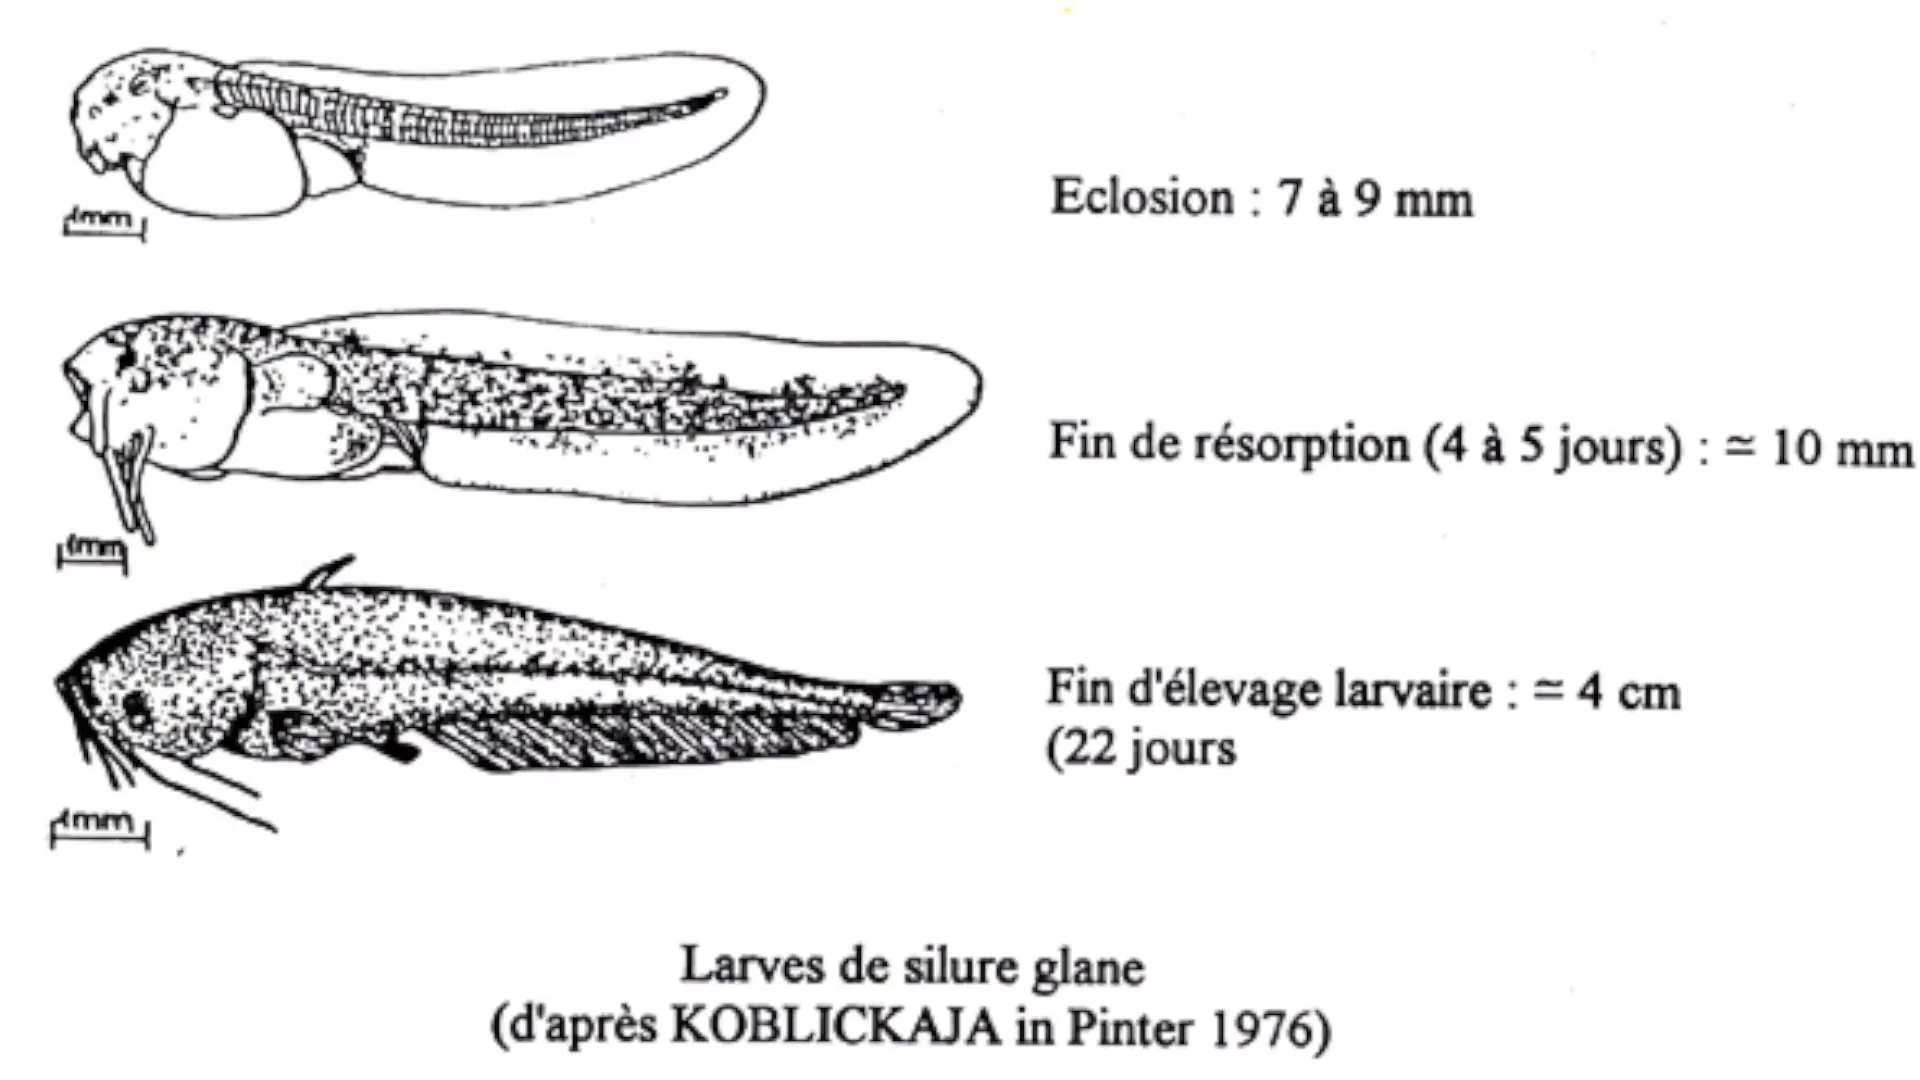 1mm
Eclosion : 7 à 9 mm
Fin de résorption (4 à 5 jours) : ≃ 10 mm
1mm
Fin d'élevage larvaire : ≃ 4 cm
(22 jours
1mm
Larves de silure glane
(d'après KOBLICKAJA in Pinter 1976)